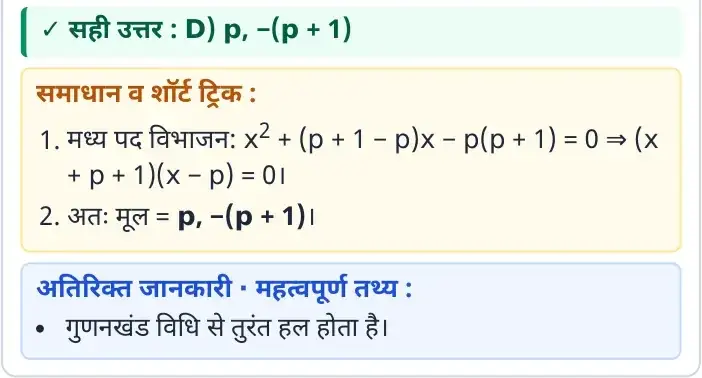 ✓ सही उत्तर : D) p, −(p + 1)
समाधान व शॉर्ट ट्रिक :
1. मध्य पद विभाजन: x² + (p + 1 − p)x − p(p + 1) = 0 ⇒ (x
+ p + 1)(x − p) = 0।
2. अतः मूल = p, −(p + 1)।
अतिरिक्त जानकारी · महत्वपूर्ण तथ्य :
• गुणनखंड विधि से तुरंत हल होता है।